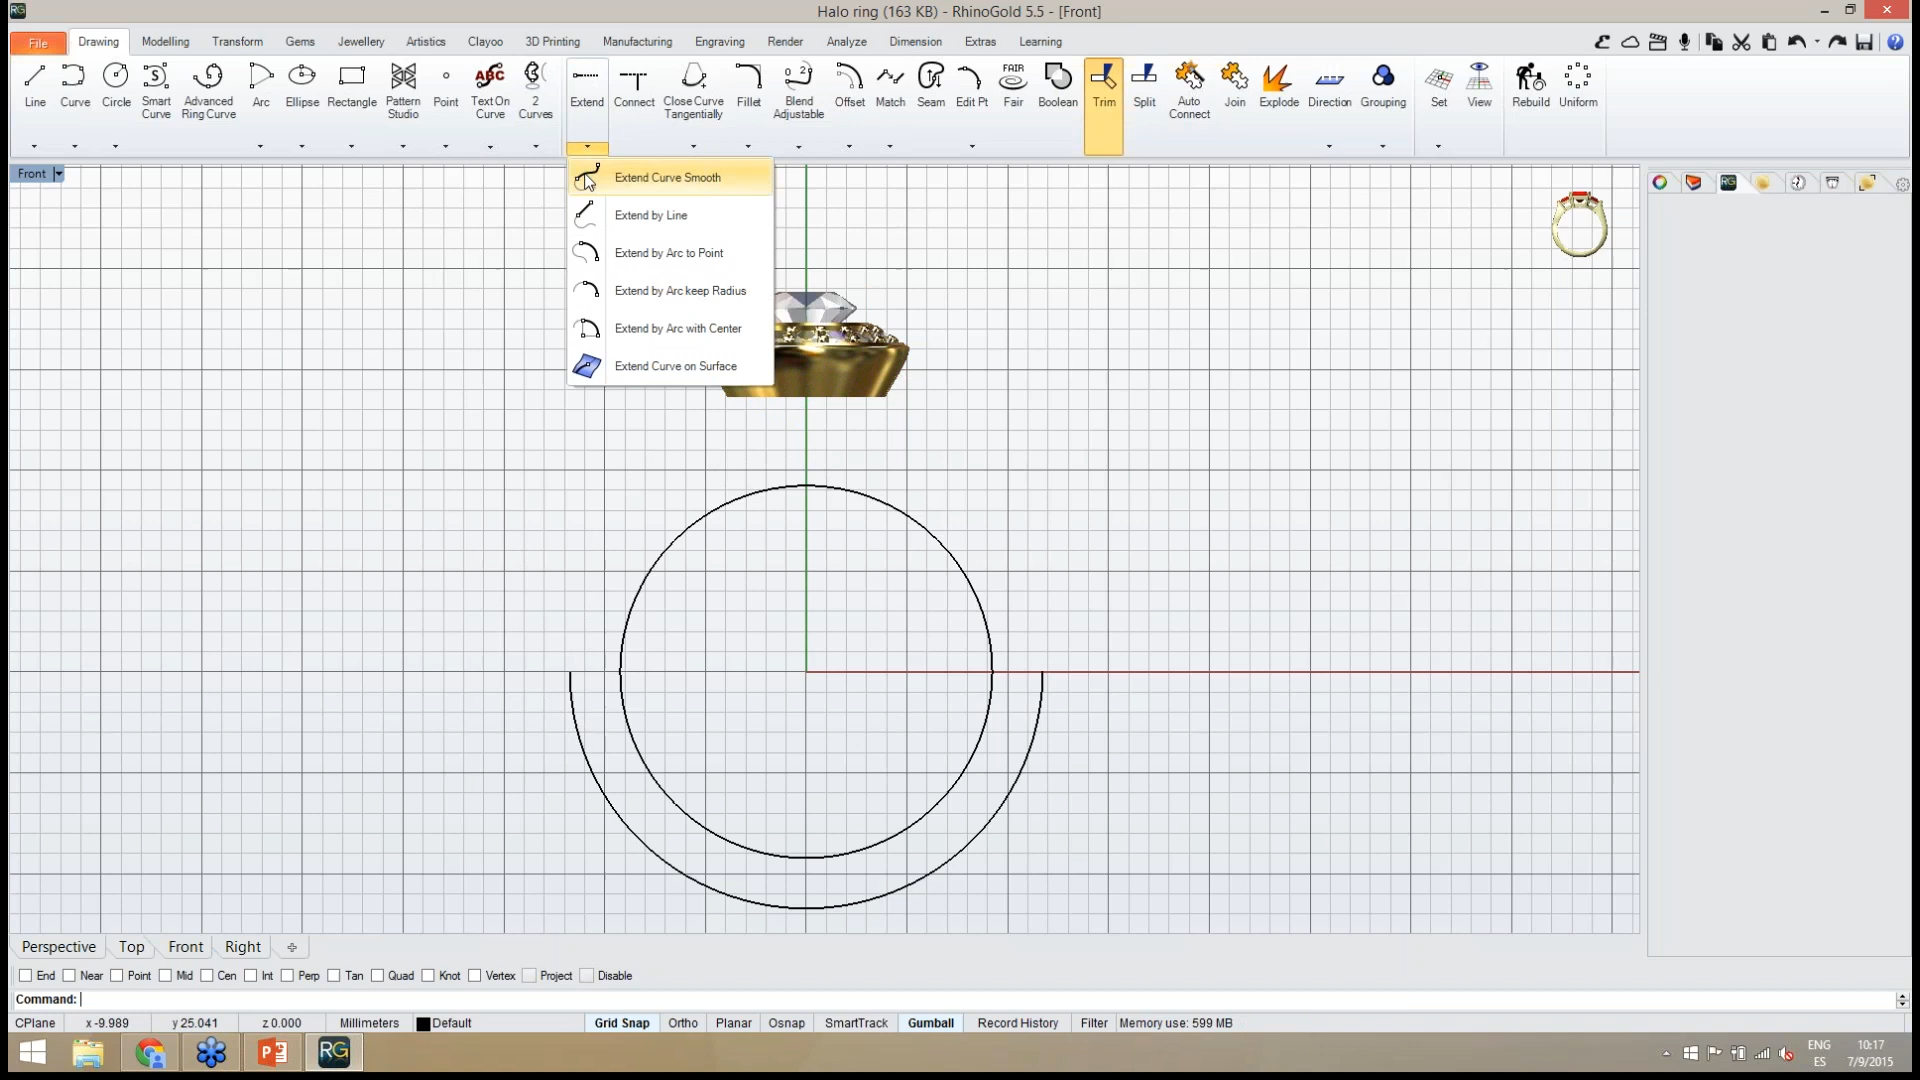 RG
Halo ring (163 KB) - RhinoGold 5.5 - [Front]
File Drawing Modelling Transform Gems Jewellery Artistics Clayoo 3D Printing Manufacturing Engraving Render Analyze Dimension Extras Learning
Line Curve Circle Smart Curve Advanced Ring Curve Arc Ellipse Rectangle Pattern Studio Point Text On Curve 2 Curves Extend Connect Close Curve Tangentially Fillet Blend Adjustable Offset Match Seam Edit Pt Fair Boolean Trim Split Auto Connect Join Explode Direction Grouping Set View Rebuild Uniform
Front
Extend Curve Smooth
Extend by Line
Extend by Arc to Point
Extend by Arc keep Radius
Extend by Arc with Center
Extend Curve on Surface
Perspective Top Front Right
End Near Point Mid Cen Int Perp Tan Quad Knot Vertex Project Disable
Command:
CPlane x -9.989 y 25.041 z 0.000 Millimeters Default Grid Snap Ortho Planar Osnap SmartTrack Gumball Record History Filter Memory use: 599 MB
RG
ENG 10:17
ES 7/9/2015